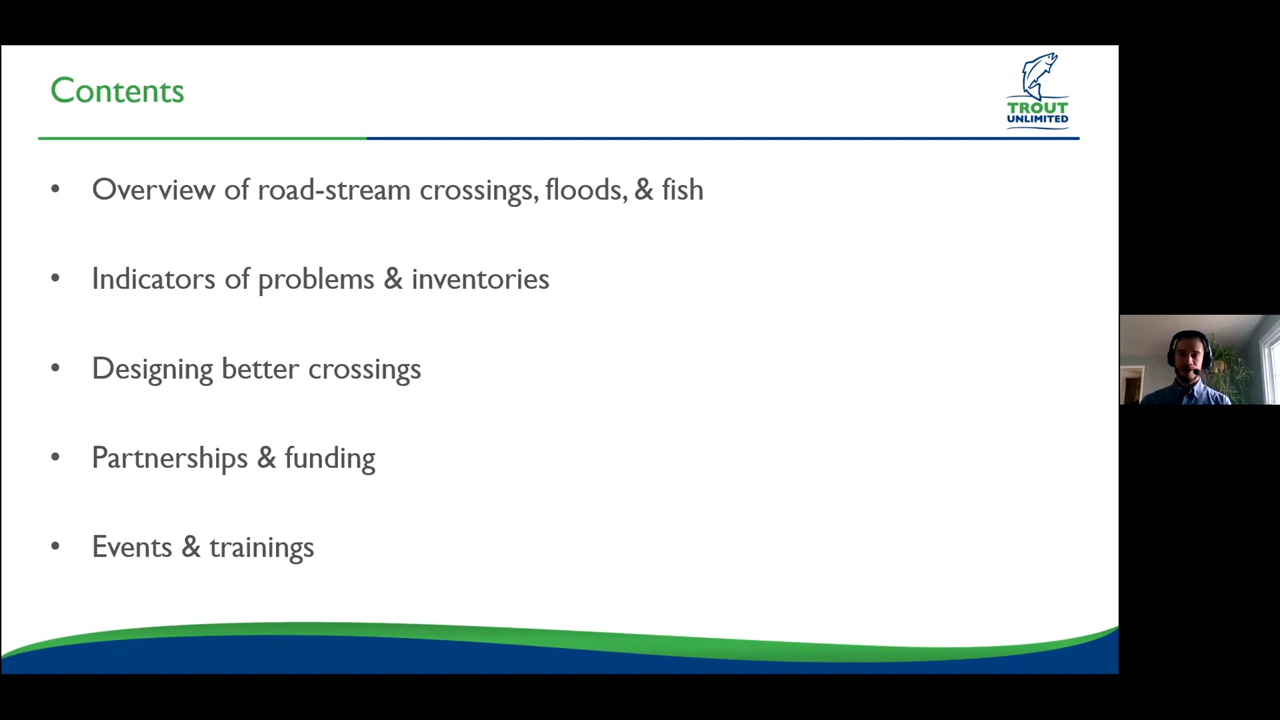 Contents
TROUT
UNLIMITED
• Overview of road-stream crossings, floods, & fish
• Indicators of problems & inventories
• Designing better crossings
• Partnerships & funding
• Events & trainings